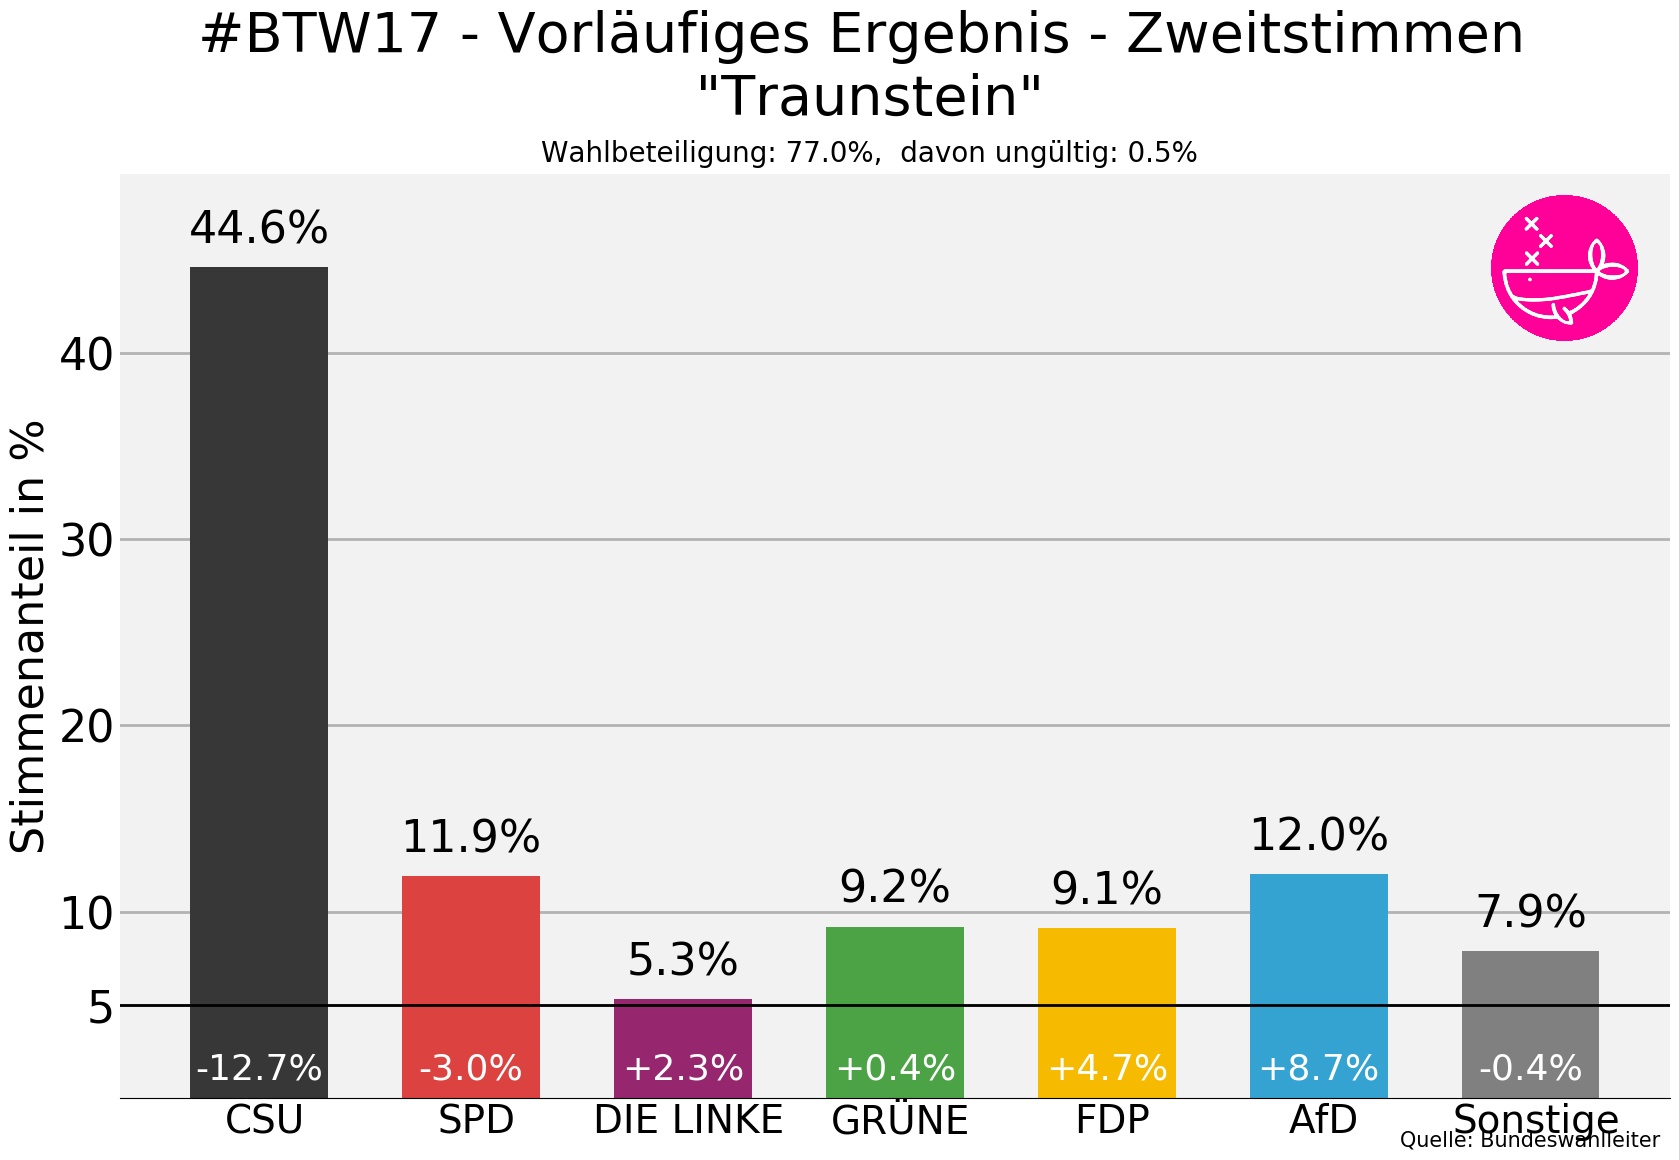 #BTW17 - Vorläufiges Ergebnis - Zweitstimmen
"Traunstein"
Wahlbeteiligung: 77.0%,  davon ungültig: 0.5%
Stimmenanteil in %
40
30
20
10
5
44.6%
11.9%
5.3%
9.2%
9.1%
12.0%
7.9%
-12.7%
-3.0%
+2.3%
+0.4%
+4.7%
+8.7%
-0.4%
CSU
SPD
DIE LINKE
GRÜNE
FDP
AfD
Sonstige
Quelle: Bundeswahlleiter